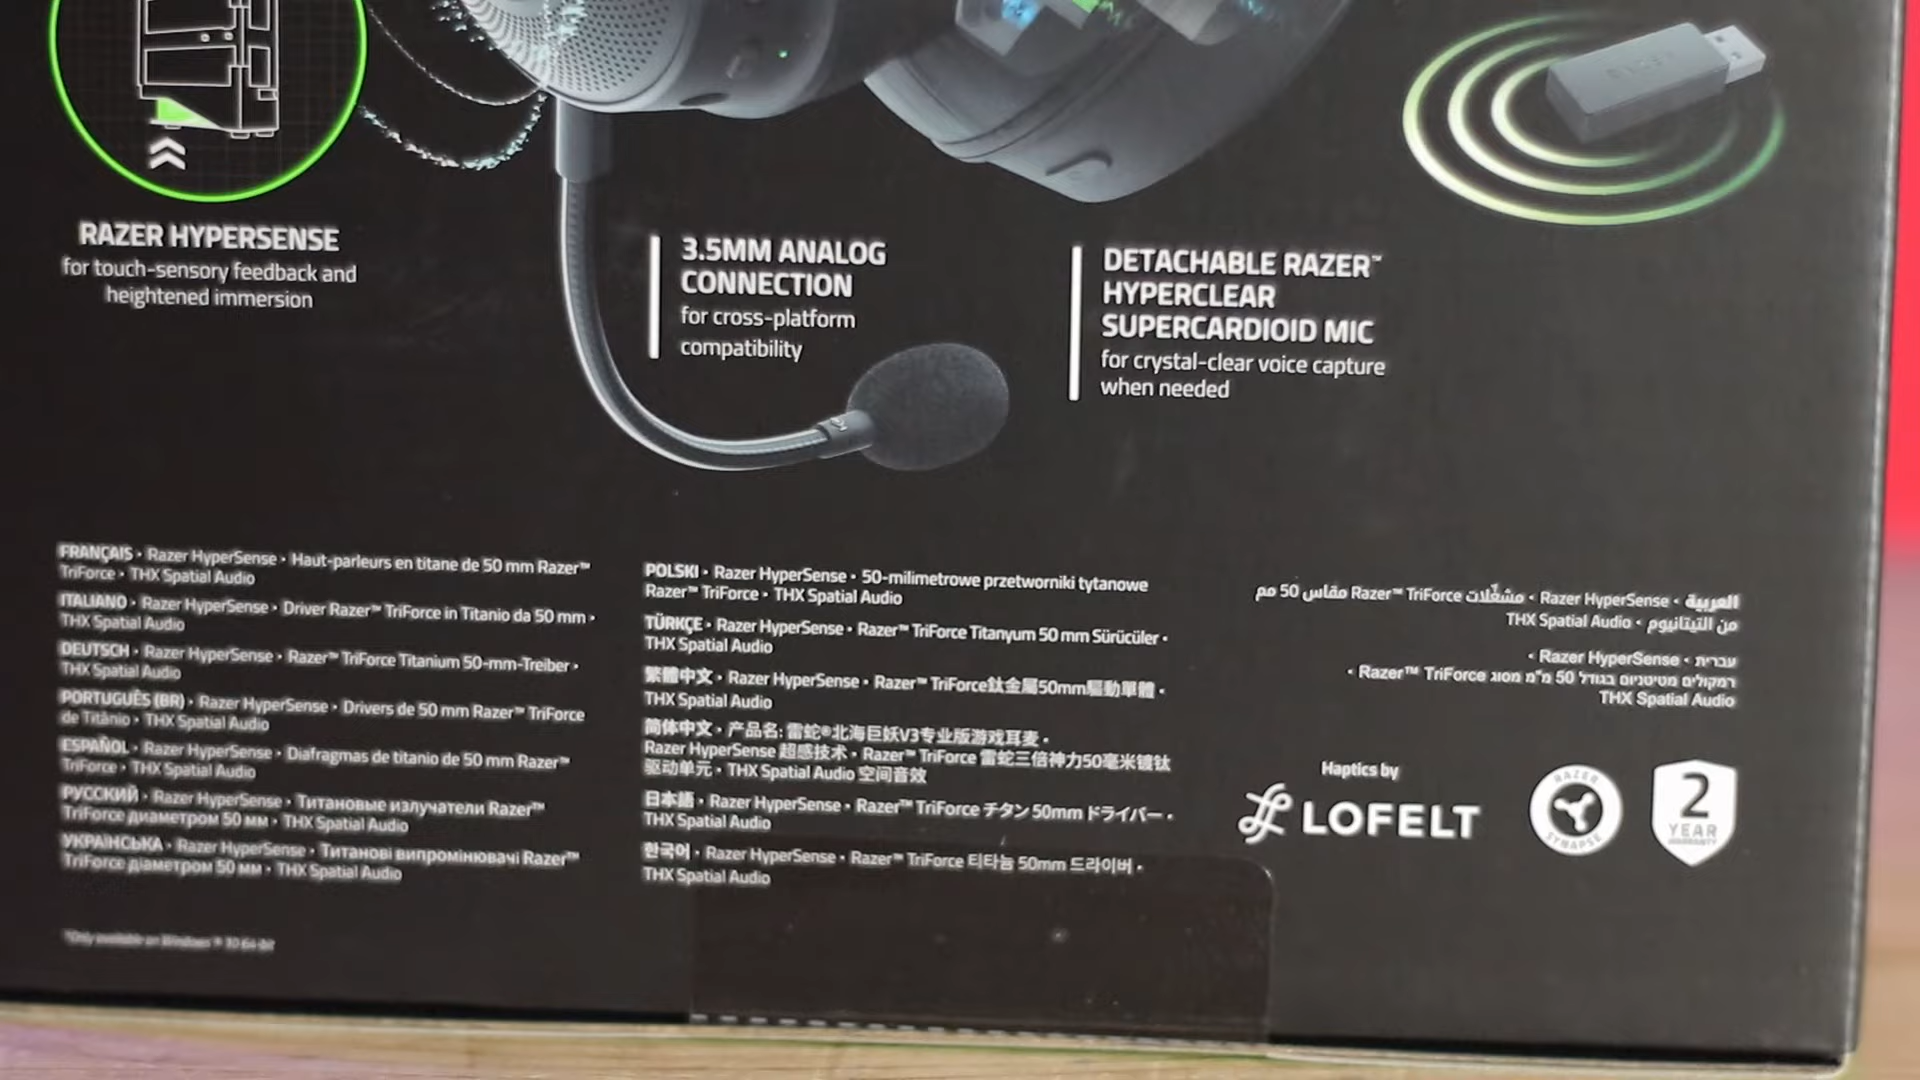 RAZER HYPERSENSE
for touch-sensory feedback and
heightened immersion
3.5MM ANALOG
CONNECTION
for cross-platform
compatibility
DETACHABLE RAZER™
HYPERCLEAR
SUPERCARDIOID MIC
for crystal-clear voice capture
when needed
FRANÇAIS • Razer HyperSense • Haut-parleurs en titane de 50 mm Razer™
TriForce • THX Spatial Audio
ITALIANO • Razer HyperSense • Driver Razer™ TriForce in Titanio da 50 mm •
THX Spatial Audio
DEUTSCH • Razer HyperSense • Razer™ TriForce Titanium 50-mm-Treiber •
THX Spatial Audio
PORTUGUÊS (BR) • Razer HyperSense • Drivers de 50 mm Razer™ TriForce
de Titânio • THX Spatial Audio
ESPAÑOL • Razer HyperSense • Diafragmas de titanio de 50 mm Razer™
TriForce • THX Spatial Audio
РУССКИЙ • Razer HyperSense • Титановые излучатели Razer™
TriForce диаметром 50 мм • THX Spatial Audio
УКРАЇНСЬКА • Razer HyperSense • Титанові випромінювачі Razer™
TriForce діаметром 50 мм • THX Spatial Audio
*Only available on Windows® 10 64-bit
POLSKI • Razer HyperSense • 50-milimetrowe przetworniki tytanowe
Razer™ TriForce • THX Spatial Audio
TÜRKÇE • Razer HyperSense • Razer™ TriForce Titanyum 50 mm Sürücüler •
THX Spatial Audio
繁體中文 • Razer HyperSense • Razer™ TriForce鈦金屬50mm驅動單體 •
THX Spatial Audio
简体中文 • 产品名: 雷蛇®北海巨妖V3专业版游戏耳麦 •
Razer HyperSense 超感技术 • Razer™ TriForce 雷蛇三倍神力50毫米镀钛
驱动单元 • THX Spatial Audio 空间音效
日本語 • Razer HyperSense • Razer™ TriForce チタン 50mm ドライバー •
THX Spatial Audio
한국어 • Razer HyperSense • Razer™ TriForce 티타늄 50mm 드라이버 •
THX Spatial Audio
العربية • Razer HyperSense • مشغّلات Razer™ TriForce مقاس 50 مم
من التيتانيوم • THX Spatial Audio
עברית • Razer HyperSense •
רמקולים מטיטניום בגודל 50 מ"מ מסוג Razer™ TriForce •
THX Spatial Audio
Haptics by
LOFELT
RAZER
SYNAPSE
2
YEAR
WARRANTY